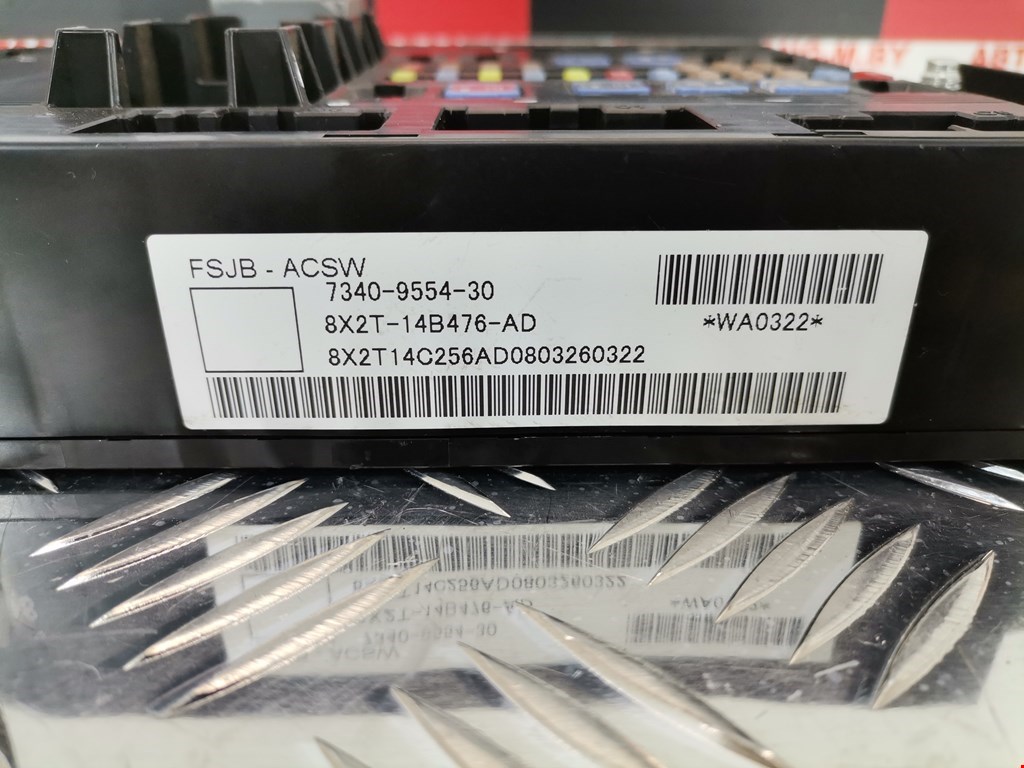 FSJB - ACSW
7340-9554-30
8X2T-14B476-AD
*WA0322*
8X2T14C256AD0803260322